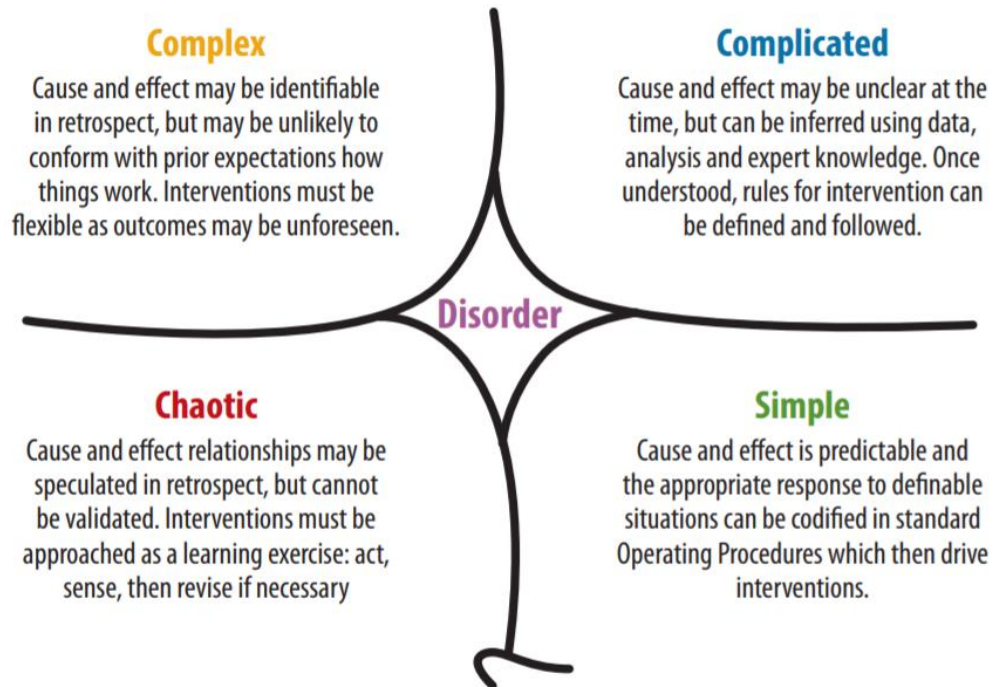 Complex
Cause and effect may be identifiable
in retrospect, but may be unlikely to
conform with prior expectations how
things work. Interventions must be
flexible as outcomes may be unforeseen.
Complicated
Cause and effect may be unclear at the
time, but can be inferred using data,
analysis and expert knowledge. Once
understood, rules for intervention can
be defined and followed.
Disorder
Chaotic
Cause and effect relationships may be
speculated in retrospect, but cannot
be validated. Interventions must be
approached as a learning exercise: act,
sense, then revise if necessary
Simple
Cause and effect is predictable and
the appropriate response to definable
situations can be codified in standard
Operating Procedures which then drive
interventions.